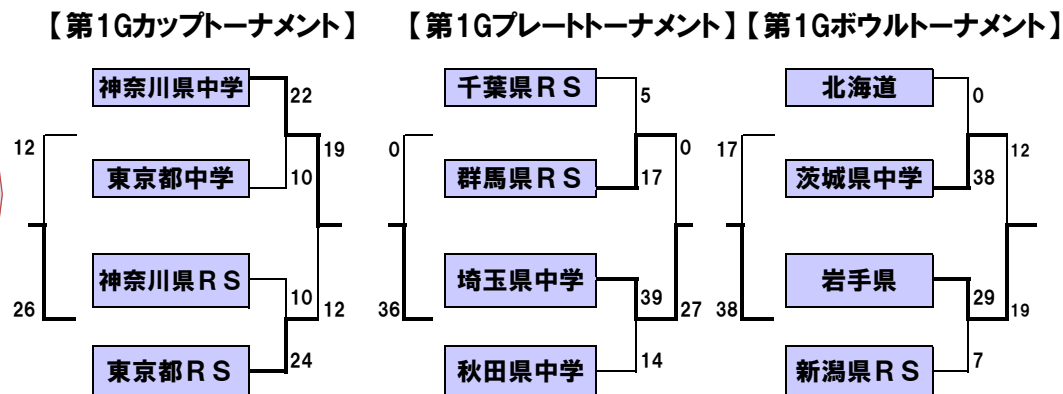 【第1Gカップトーナメント】 【第1Gプレートトーナメント】 【第1Gボウルトーナメント】
神奈川県中学 22 千葉県RS 5 北海道 0
12 19 0 0 17 12
東京都中学 10 群馬県RS 17 茨城県中学 38
神奈川県RS 10 埼玉県中学 39 岩手県 29
26 12 36 27 38 19
東京都RS 24 秋田県中学 14 新潟県RS 7